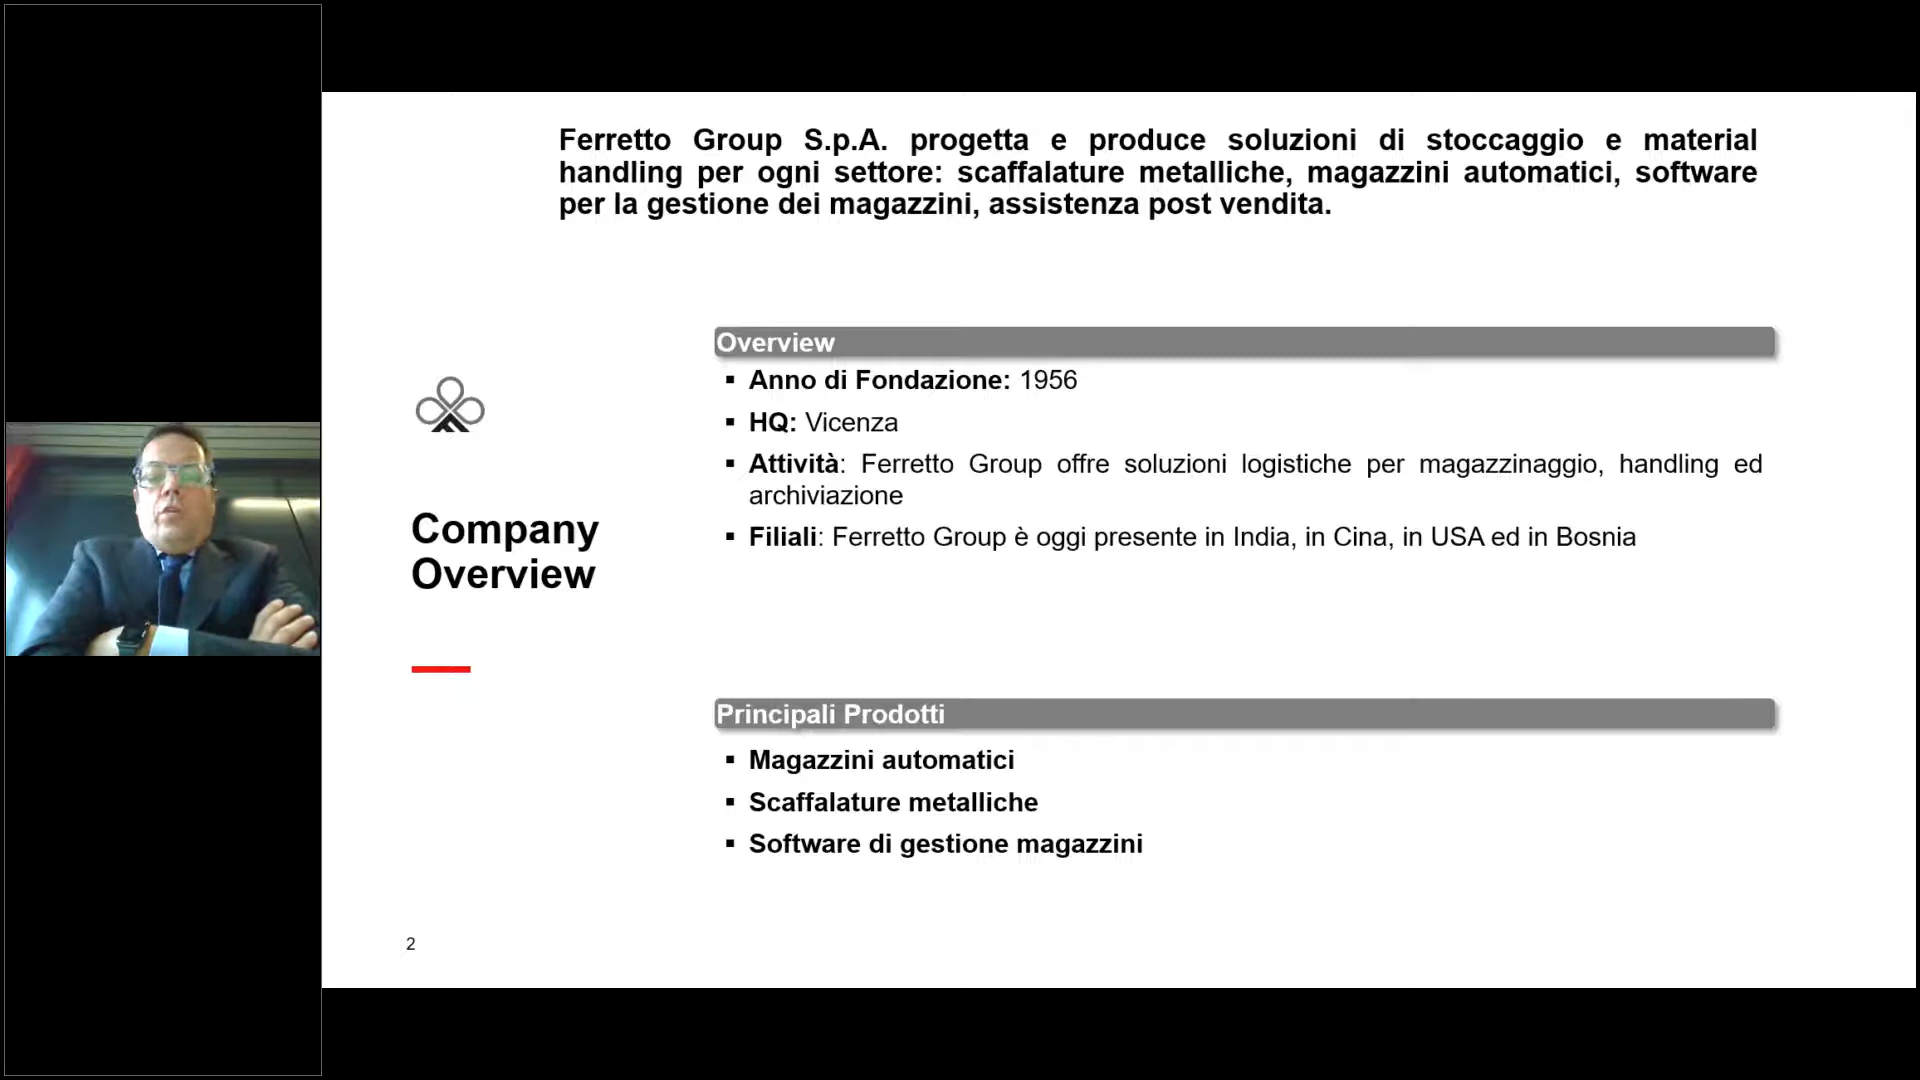 Ferretto Group S.p.A. progetta e produce soluzioni di stoccaggio e material
handling per ogni settore: scaffalature metalliche, magazzini automatici, software
per la gestione dei magazzini, assistenza post vendita.
Company
Overview
Overview
▪ Anno di Fondazione: 1956
▪ HQ: Vicenza
▪ Attività: Ferretto Group offre soluzioni logistiche per magazzinaggio, handling ed
archiviazione
▪ Filiali: Ferretto Group è oggi presente in India, in Cina, in USA ed in Bosnia
Principali Prodotti
▪ Magazzini automatici
▪ Scaffalature metalliche
▪ Software di gestione magazzini
2